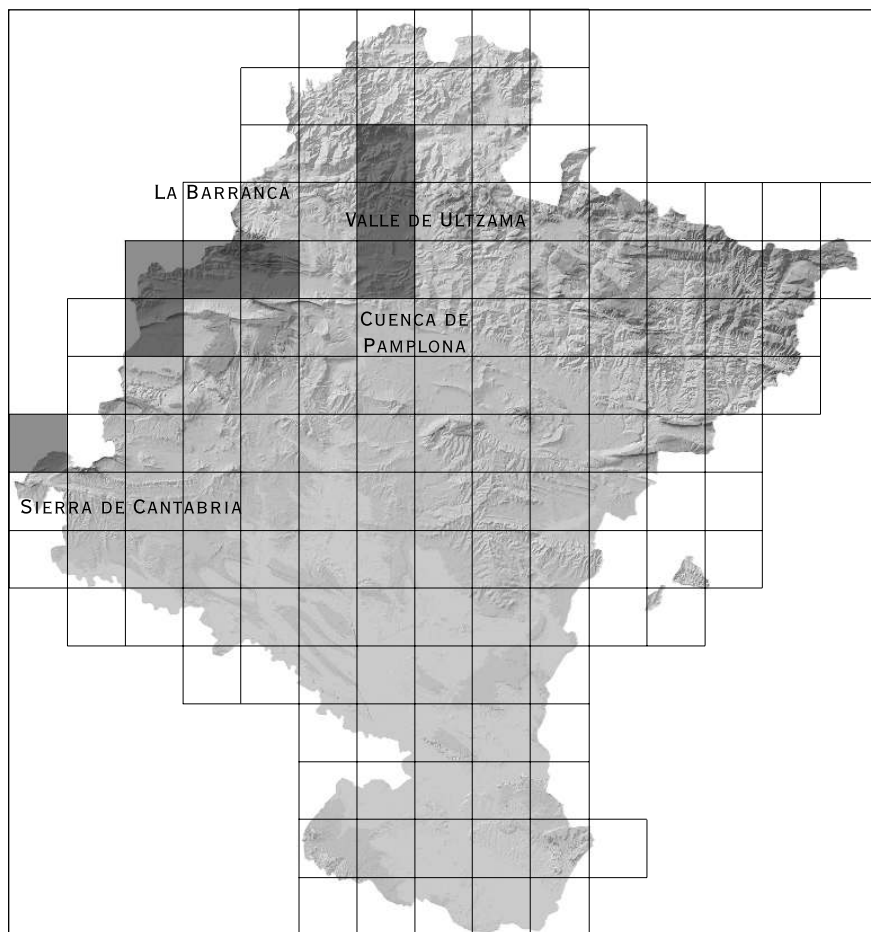 LA BARRANCA
VALLE DE ULTZAMA
CUENCA DE
PAMPLONA
SIERRA DE CANTABRIA